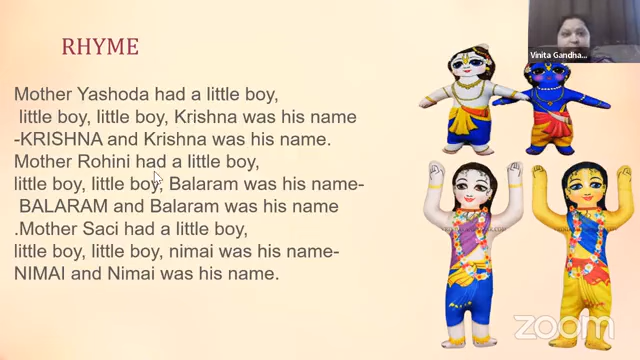 RHYME
Vinita Gandha...
Mother Yashoda had a little boy,
little boy, little boy, Krishna was his name
-KRISHNA and Krishna was his name.
Mother Rohini had a little boy,
little boy, little boy, Balaram was his name-
BALARAM and Balaram was his name
.Mother Saci had a little boy,
little boy, little boy, nimai was his name-
NIMAI and Nimai was his name.
zoom